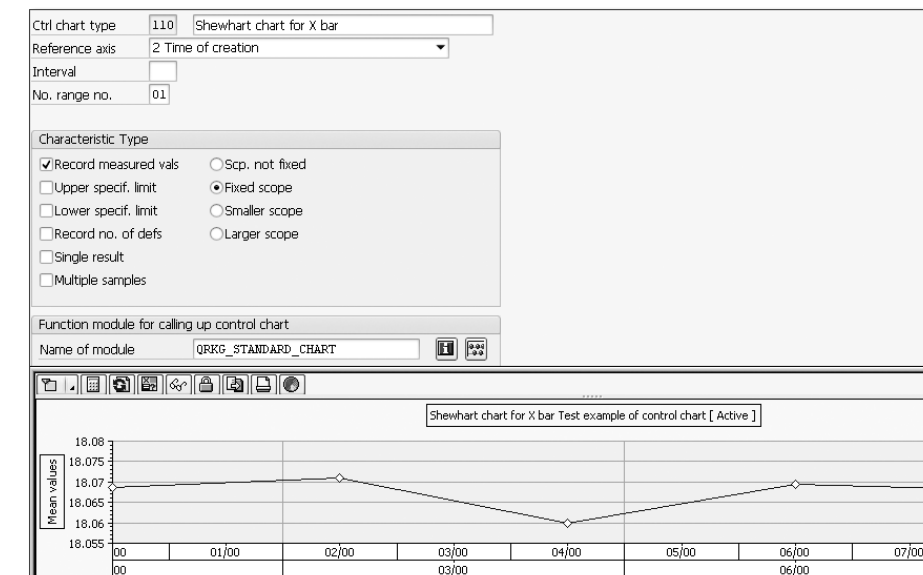 Ctrl chart type 110 Shewhart chart for X bar
Reference axis 2 Time of creation
Interval
No. range no. 01
Characteristic Type
Record measured vals Scp. not fixed
Upper specif. limit Fixed scope
Lower specif. limit Smaller scope
Record no. of defs Larger scope
Single result
Multiple samples
Function module for calling up control chart
Name of module QRKG_STANDARD_CHART
Shewhart chart for X bar Test example of control chart [ Active ]
Mean values
18.08
18.075
18.07
18.065
18.06
18.055
00 01/00 02/00 03/00 04/00 05/00 06/00 07/00
00 03/00 06/00